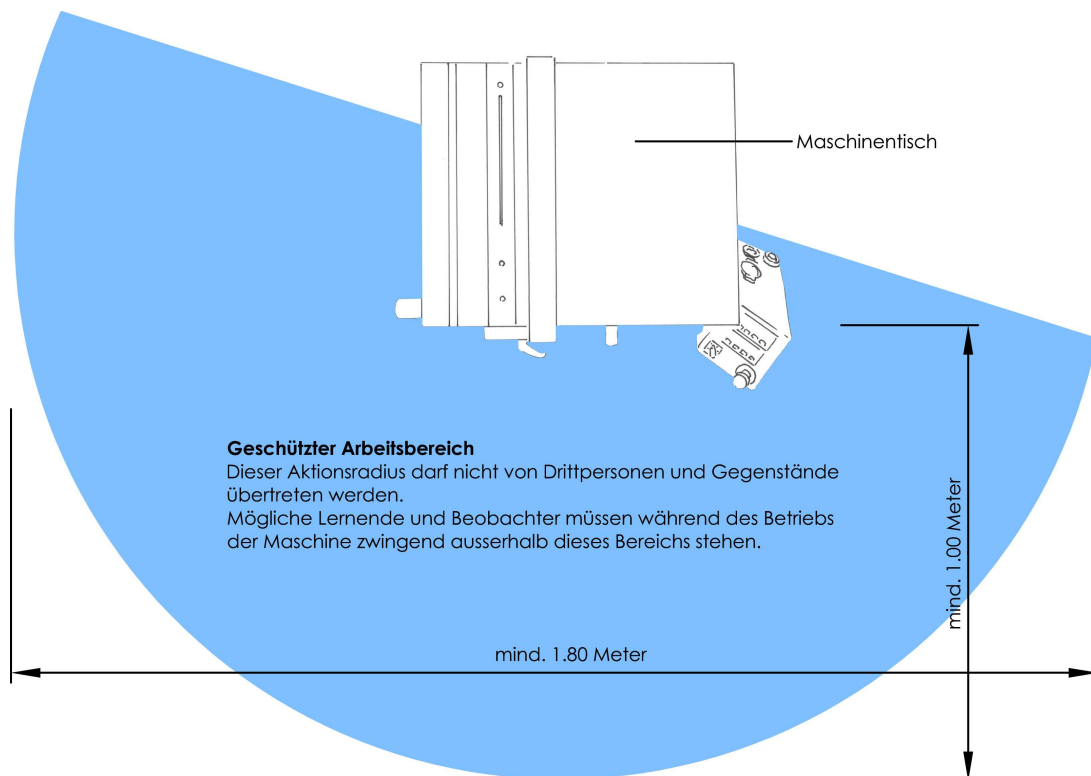 Maschinentisch
Geschützter Arbeitsbereich
Dieser Aktionsradius darf nicht von Drittpersonen und Gegenstände
übertreten werden.
Mögliche Lernende und Beobachter müssen während des Betriebs
der Maschine zwingend ausserhalb dieses Bereichs stehen.
mind. 1.00 Meter
mind. 1.80 Meter